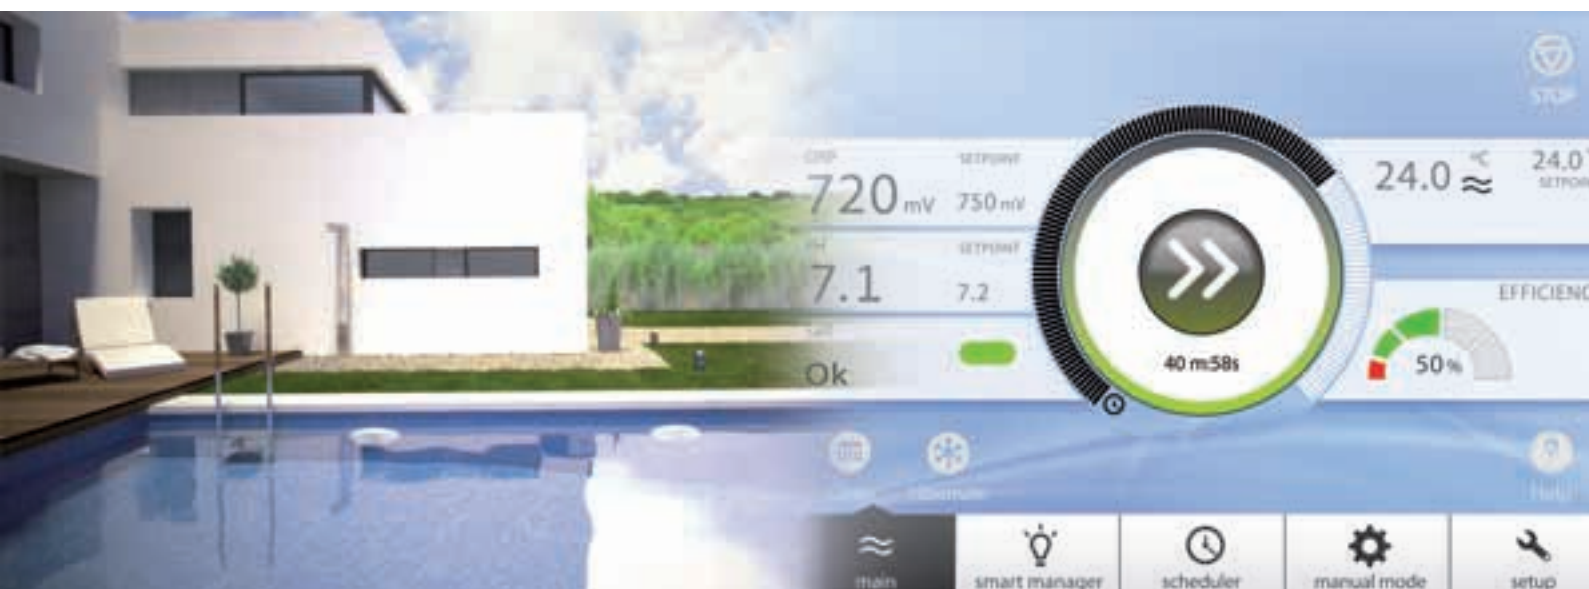 STOP
ORP
SETPOINT
720 mV
750 mV
24.0 °C
24.0
SETPOINT
PH
SETPOINT
7.1
7.2
40 m:58s
EFFICIENC
50 %
Ok
Help
main
smart manager
scheduler
manual mode
setup